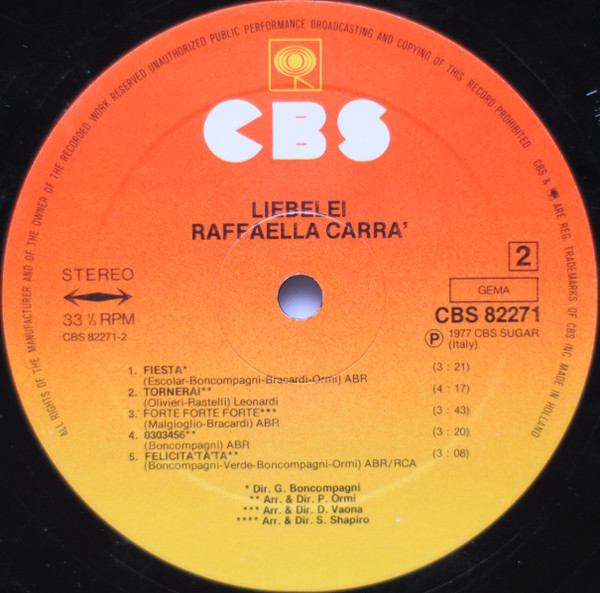 ALL RIGHTS OF THE MANUFACTURER AND OF THE OWNER OF THE RECORDED WORK RESERVED UNAUTHORIZED PUBLIC PERFORMANCE BROADCASTING AND COPYING OF THIS RECORD PROHIBITED
CBS & ARE REG. TRADEMARKS OF CBS INC. MADE IN HOLLAND
CBS
LIEBELEI
RAFFAELLA CARRA'
2
STEREO
GEMA
33 ⅓ RPM
CBS 82271
CBS 82271-2
Ⓟ 1977 CBS SUGAR
(Italy)
1. FIESTA* (3 : 21)
(Escolar-Boncompagni-Bracardi-Ormi) ABR
2. TORNERAI** (4 : 17)
(Olivieri-Rastelli) Leonardi
3. FORTE FORTE FORTE*** (3 : 43)
(Malgioglio-Bracardi) ABR
4. 0303456** (3 : 20)
(Boncompagni) ABR
5. FELICITA'TA'TA** (3 : 08)
(Boncompagni-Verde-Boncompagni-Ormi) ABR/RCA
* Dir. G. Boncompagni
** Arr. & Dir. P. Ormi
*** Arr. & Dir. D. Vaona
**** Arr. & Dir. S. Shapiro